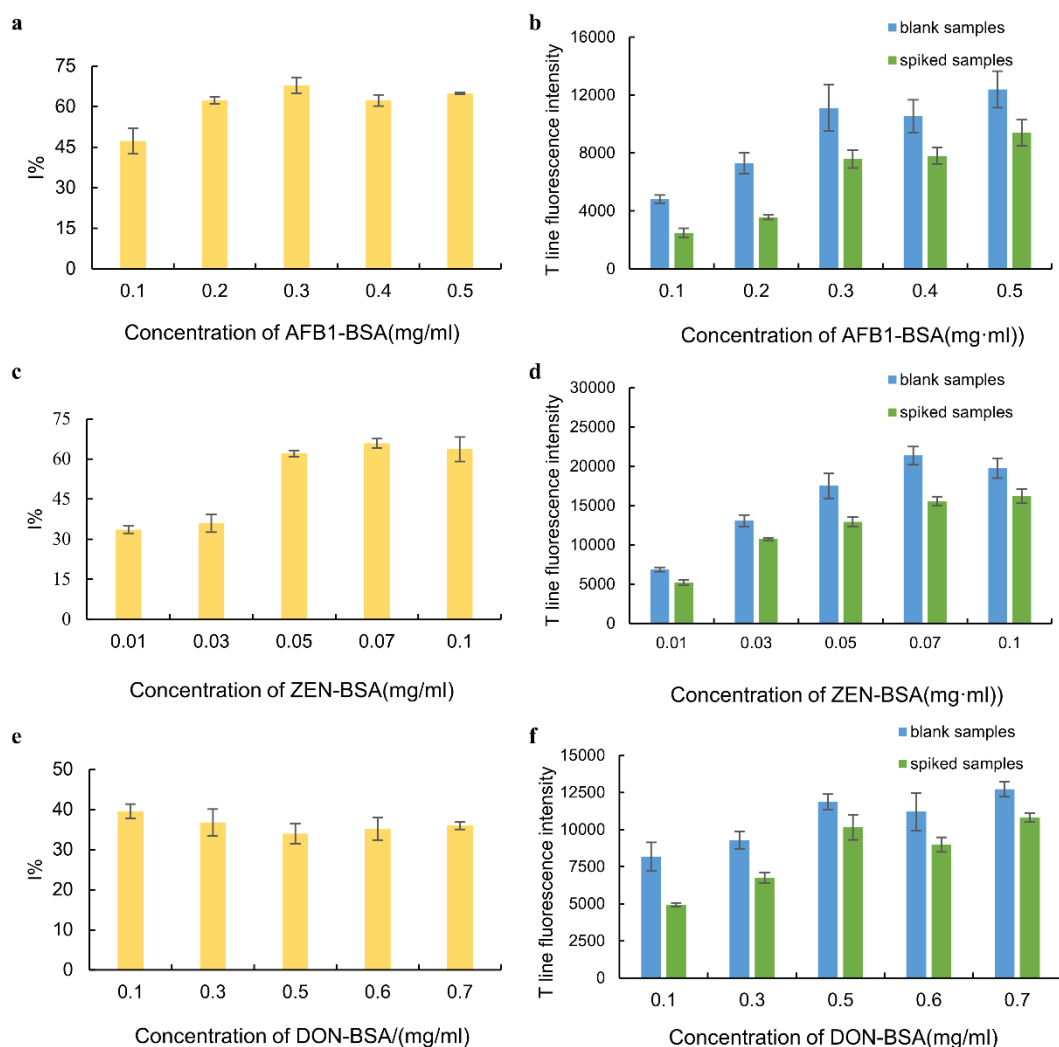 a
75
60
45
30
15
0
I%
0.1 0.2 0.3 0.4 0.5
Concentration of AFB1-BSA(mg/ml)
b
blank samples
spiked samples
16000
12000
8000
4000
0
T line fluorescence intensity
0.1 0.2 0.3 0.4 0.5
Concentration of AFB1-BSA(mg·ml))
c
75
60
45
30
15
0
I%
0.01 0.03 0.05 0.07 0.1
Concentration of ZEN-BSA(mg/ml)
d
blank samples
spiked samples
30000
25000
20000
15000
10000
5000
0
T line fluorescence intensity
0.01 0.03 0.05 0.07 0.1
Concentration of ZEN-BSA(mg·ml))
e
50
40
30
20
10
0
I%
0.1 0.3 0.5 0.6 0.7
Concentration of DON-BSA/(mg/ml)
f
blank samples
spiked samples
15000
12500
10000
7500
5000
2500
0
T line fluorescence intensity
0.1 0.3 0.5 0.6 0.7
Concentration of DON-BSA(mg/ml)